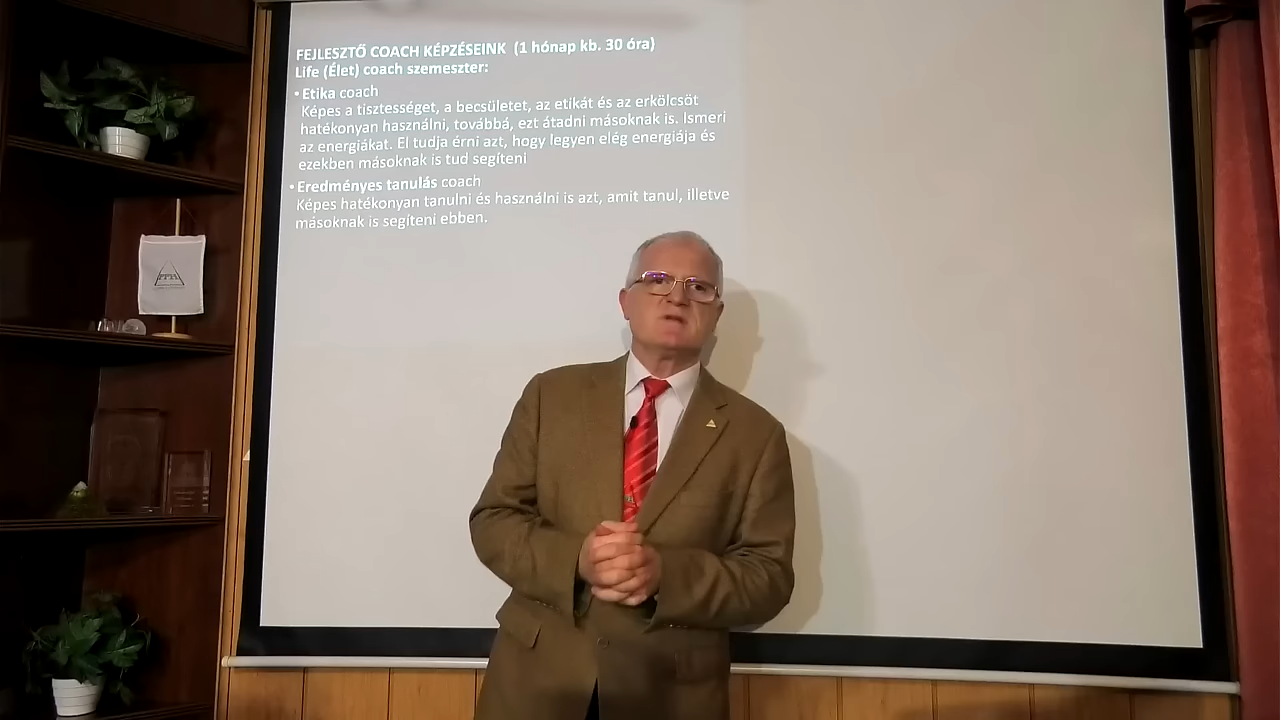 FEJLESZTŐ COACH KÉPZÉSEINK (1 hónap kb. 30 óra)
Life (Élet) coach szemeszter:
• Etika coach
Képes a tisztességet, a becsületet, az etikát és az erkölcsöt
hatékonyan használni, továbbá, ezt átadni másoknak is. Ismeri
az energiákat. El tudja érni azt, hogy legyen elég energiája és
ezekben másoknak is tud segíteni
• Eredményes tanulás coach
Képes hatékonyan tanulni és használni is azt, amit tanul, illetve
másoknak is segíteni ebben.